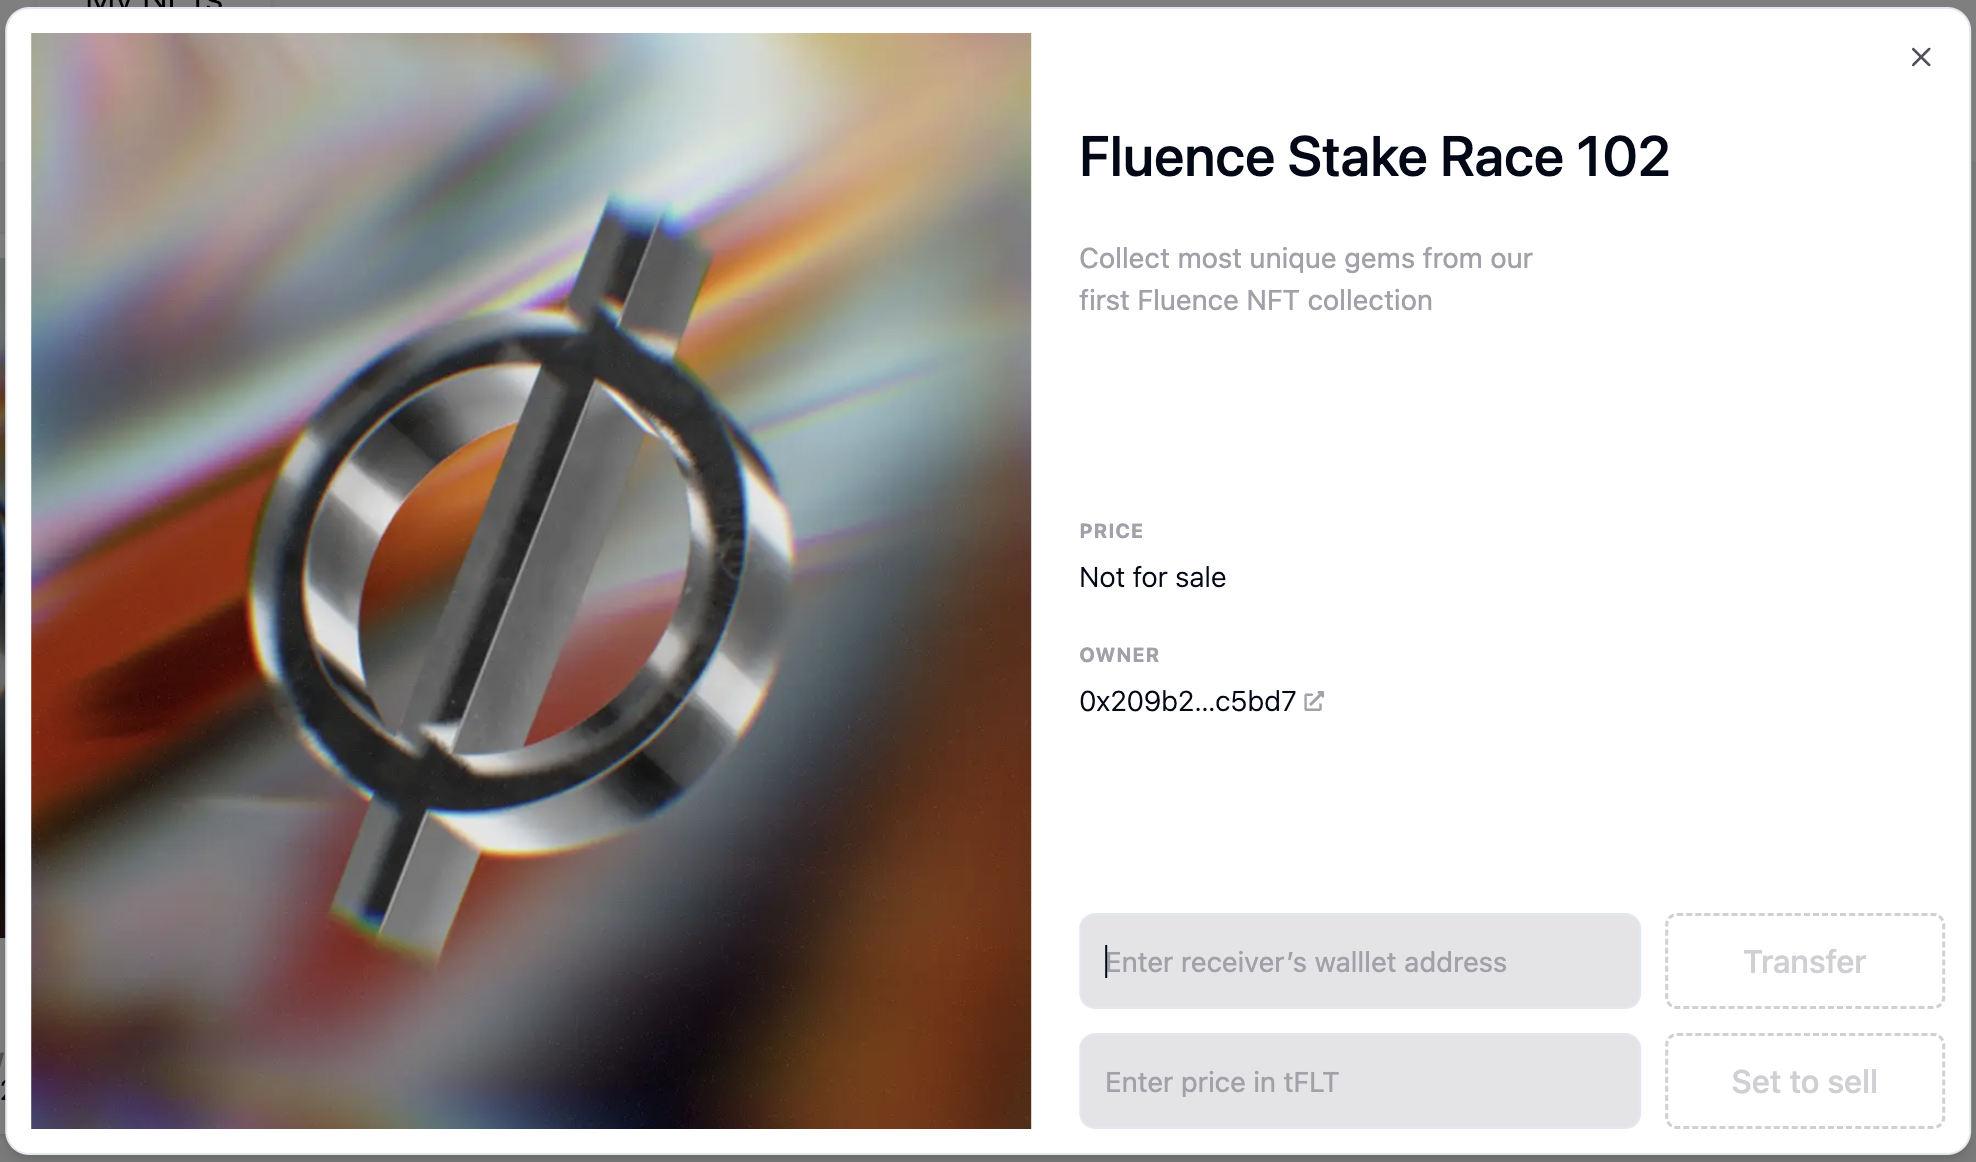 My NFTs
Fluence Stake Race 102
Collect most unique gems from our
first Fluence NFT collection
PRICE
Not for sale
OWNER
0x209b2...c5bd7
Enter receiver’s walllet address
Transfer
Enter price in tFLT
Set to sell